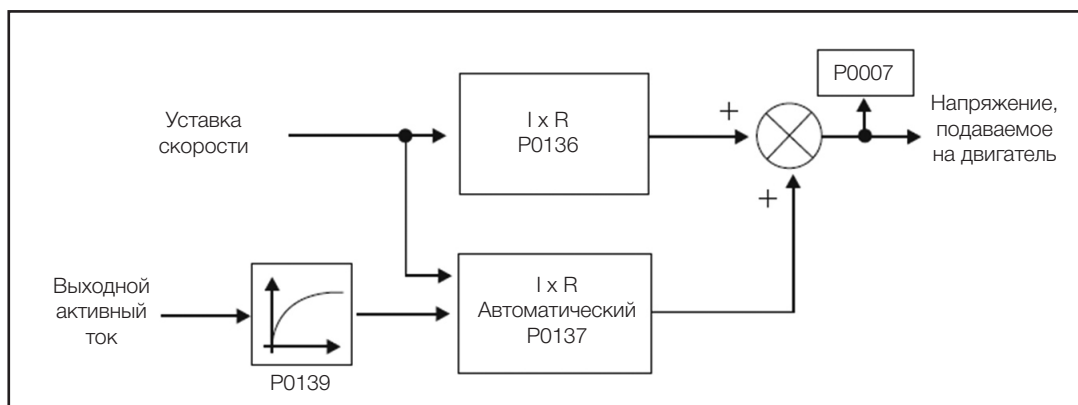 P0007
Уставка
скорости
I x R
P0136
+
Напряжение,
подаваемое
на двигатель
+
Выходной
активный
ток
P0139
I x R
Автоматический
P0137